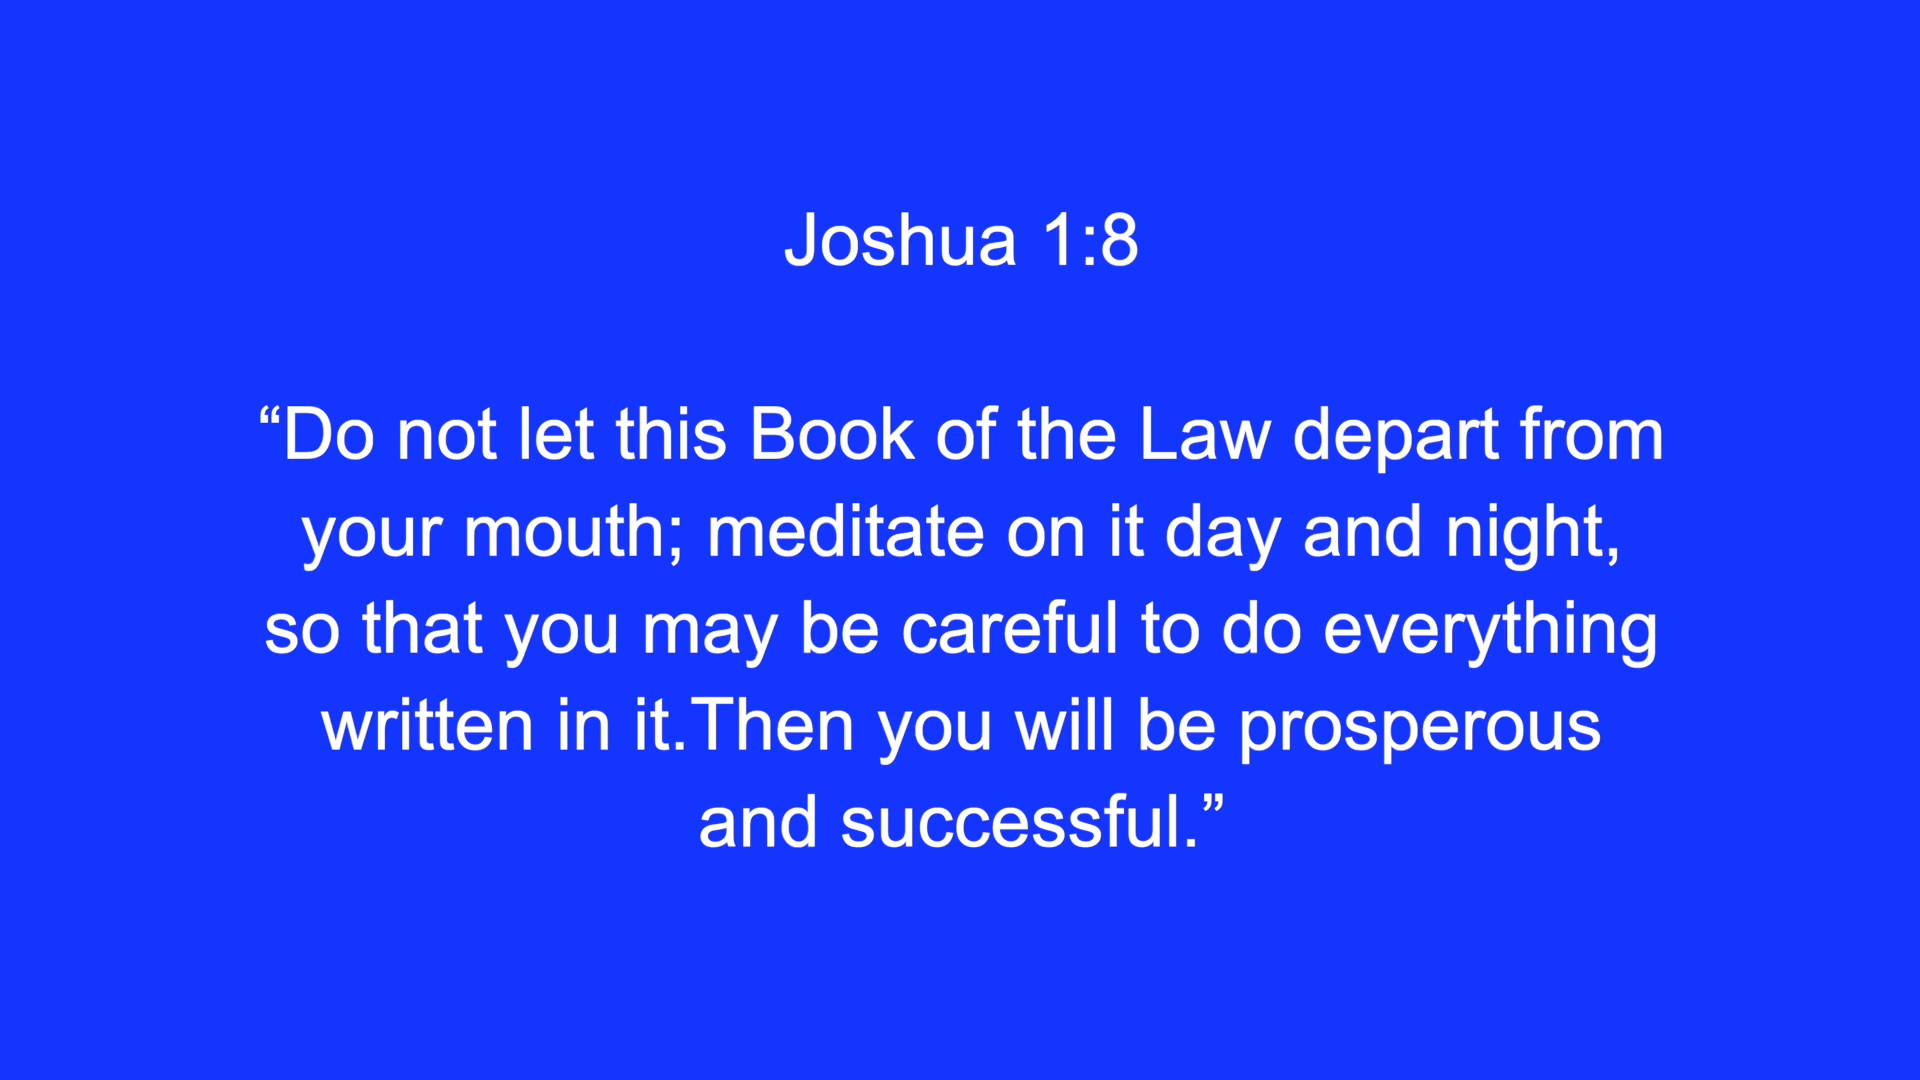 Joshua 1:8
“Do not let this Book of the Law depart from
your mouth; meditate on it day and night,
so that you may be careful to do everything
written in it.Then you will be prosperous
and successful.”